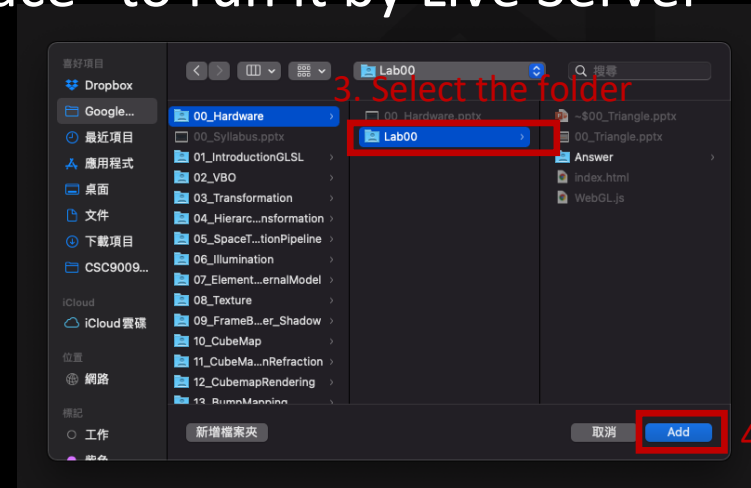 to run it by Live Server
喜好項目
Dropbox
Google...
最近項目
應用程式
桌面
文件
下載項目
CSC9009...
iCloud
iCloud雲碟
位置
網路
標記
工作
Lab00
搜尋
3. Select the folder
00_Hardware
00_Syllabus.pptx
01_IntroductionGLSL
02_VBO
03_Transformation
04_Hierarc...nsformation
05_SpaceT...tionPipeline
06_Illumination
07_Element...ernalModel
08_Texture
09_FrameB...er_Shadow
10_CubeMap
11_CubeMa...nRefraction
12_CubemapRendering
13_BumpMapping
00_Hardware.pptx
Lab00
~$00_Triangle.pptx
00_Triangle.pptx
Answer
index.html
WebGL.js
新增檔案夾
取消
Add